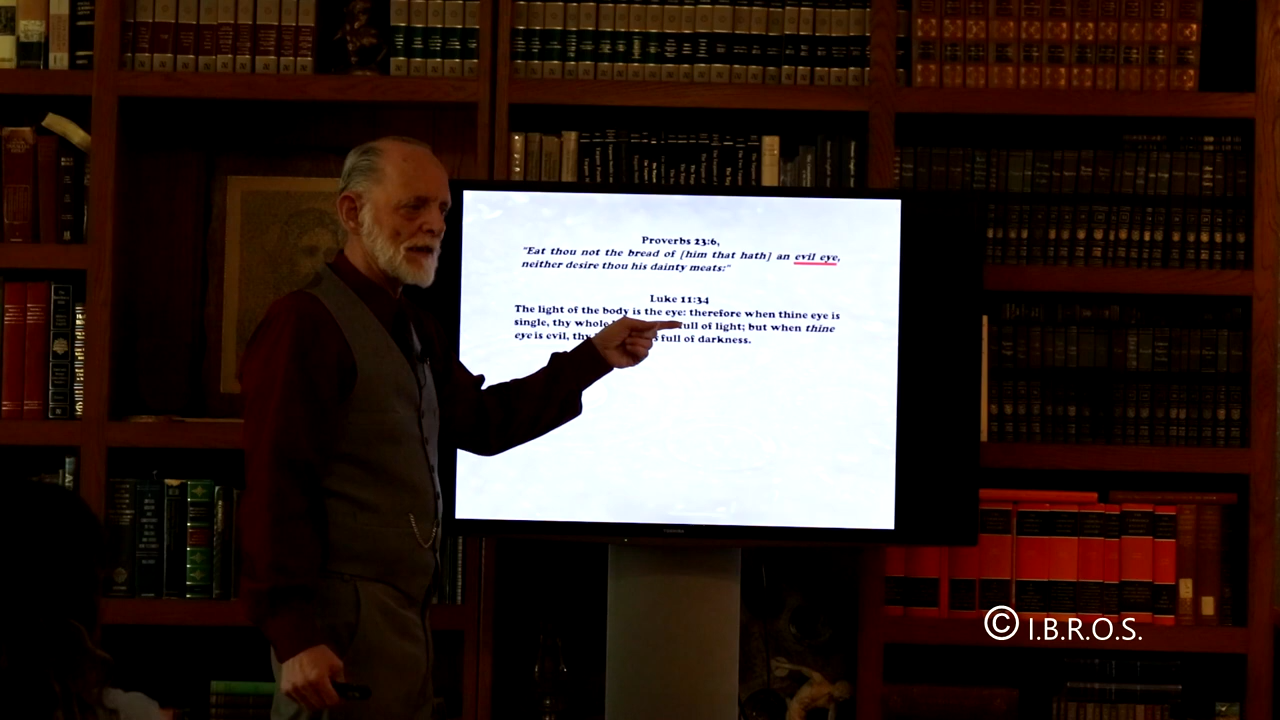 Proverbs 23:6,
"Eat thou not the bread of [him that hath] an evil eye,
neither desire thou his dainty meats:"
Luke 11:34
The light of the body is the eye: therefore when thine eye is
single, thy whole full of light; but when thine
eye is evil, thy full of darkness.
TOSHIBA
© I.B.R.O.S.